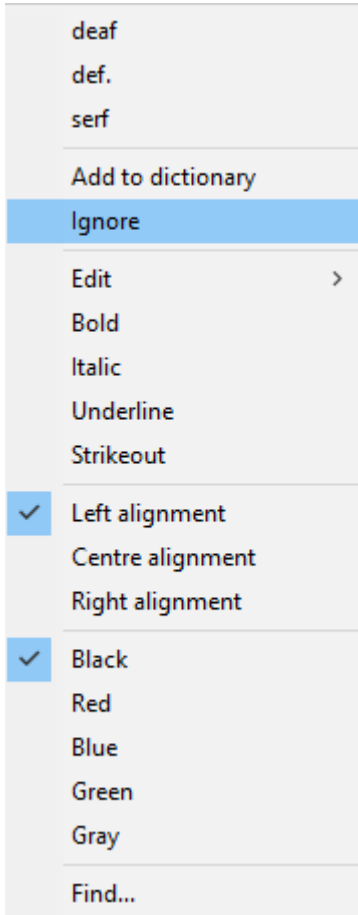 deaf
def.
serf
Add to dictionary
Ignore
Edit
Bold
Italic
Underline
Strikeout
Left alignment
Centre alignment
Right alignment
Black
Red
Blue
Green
Gray
Find...